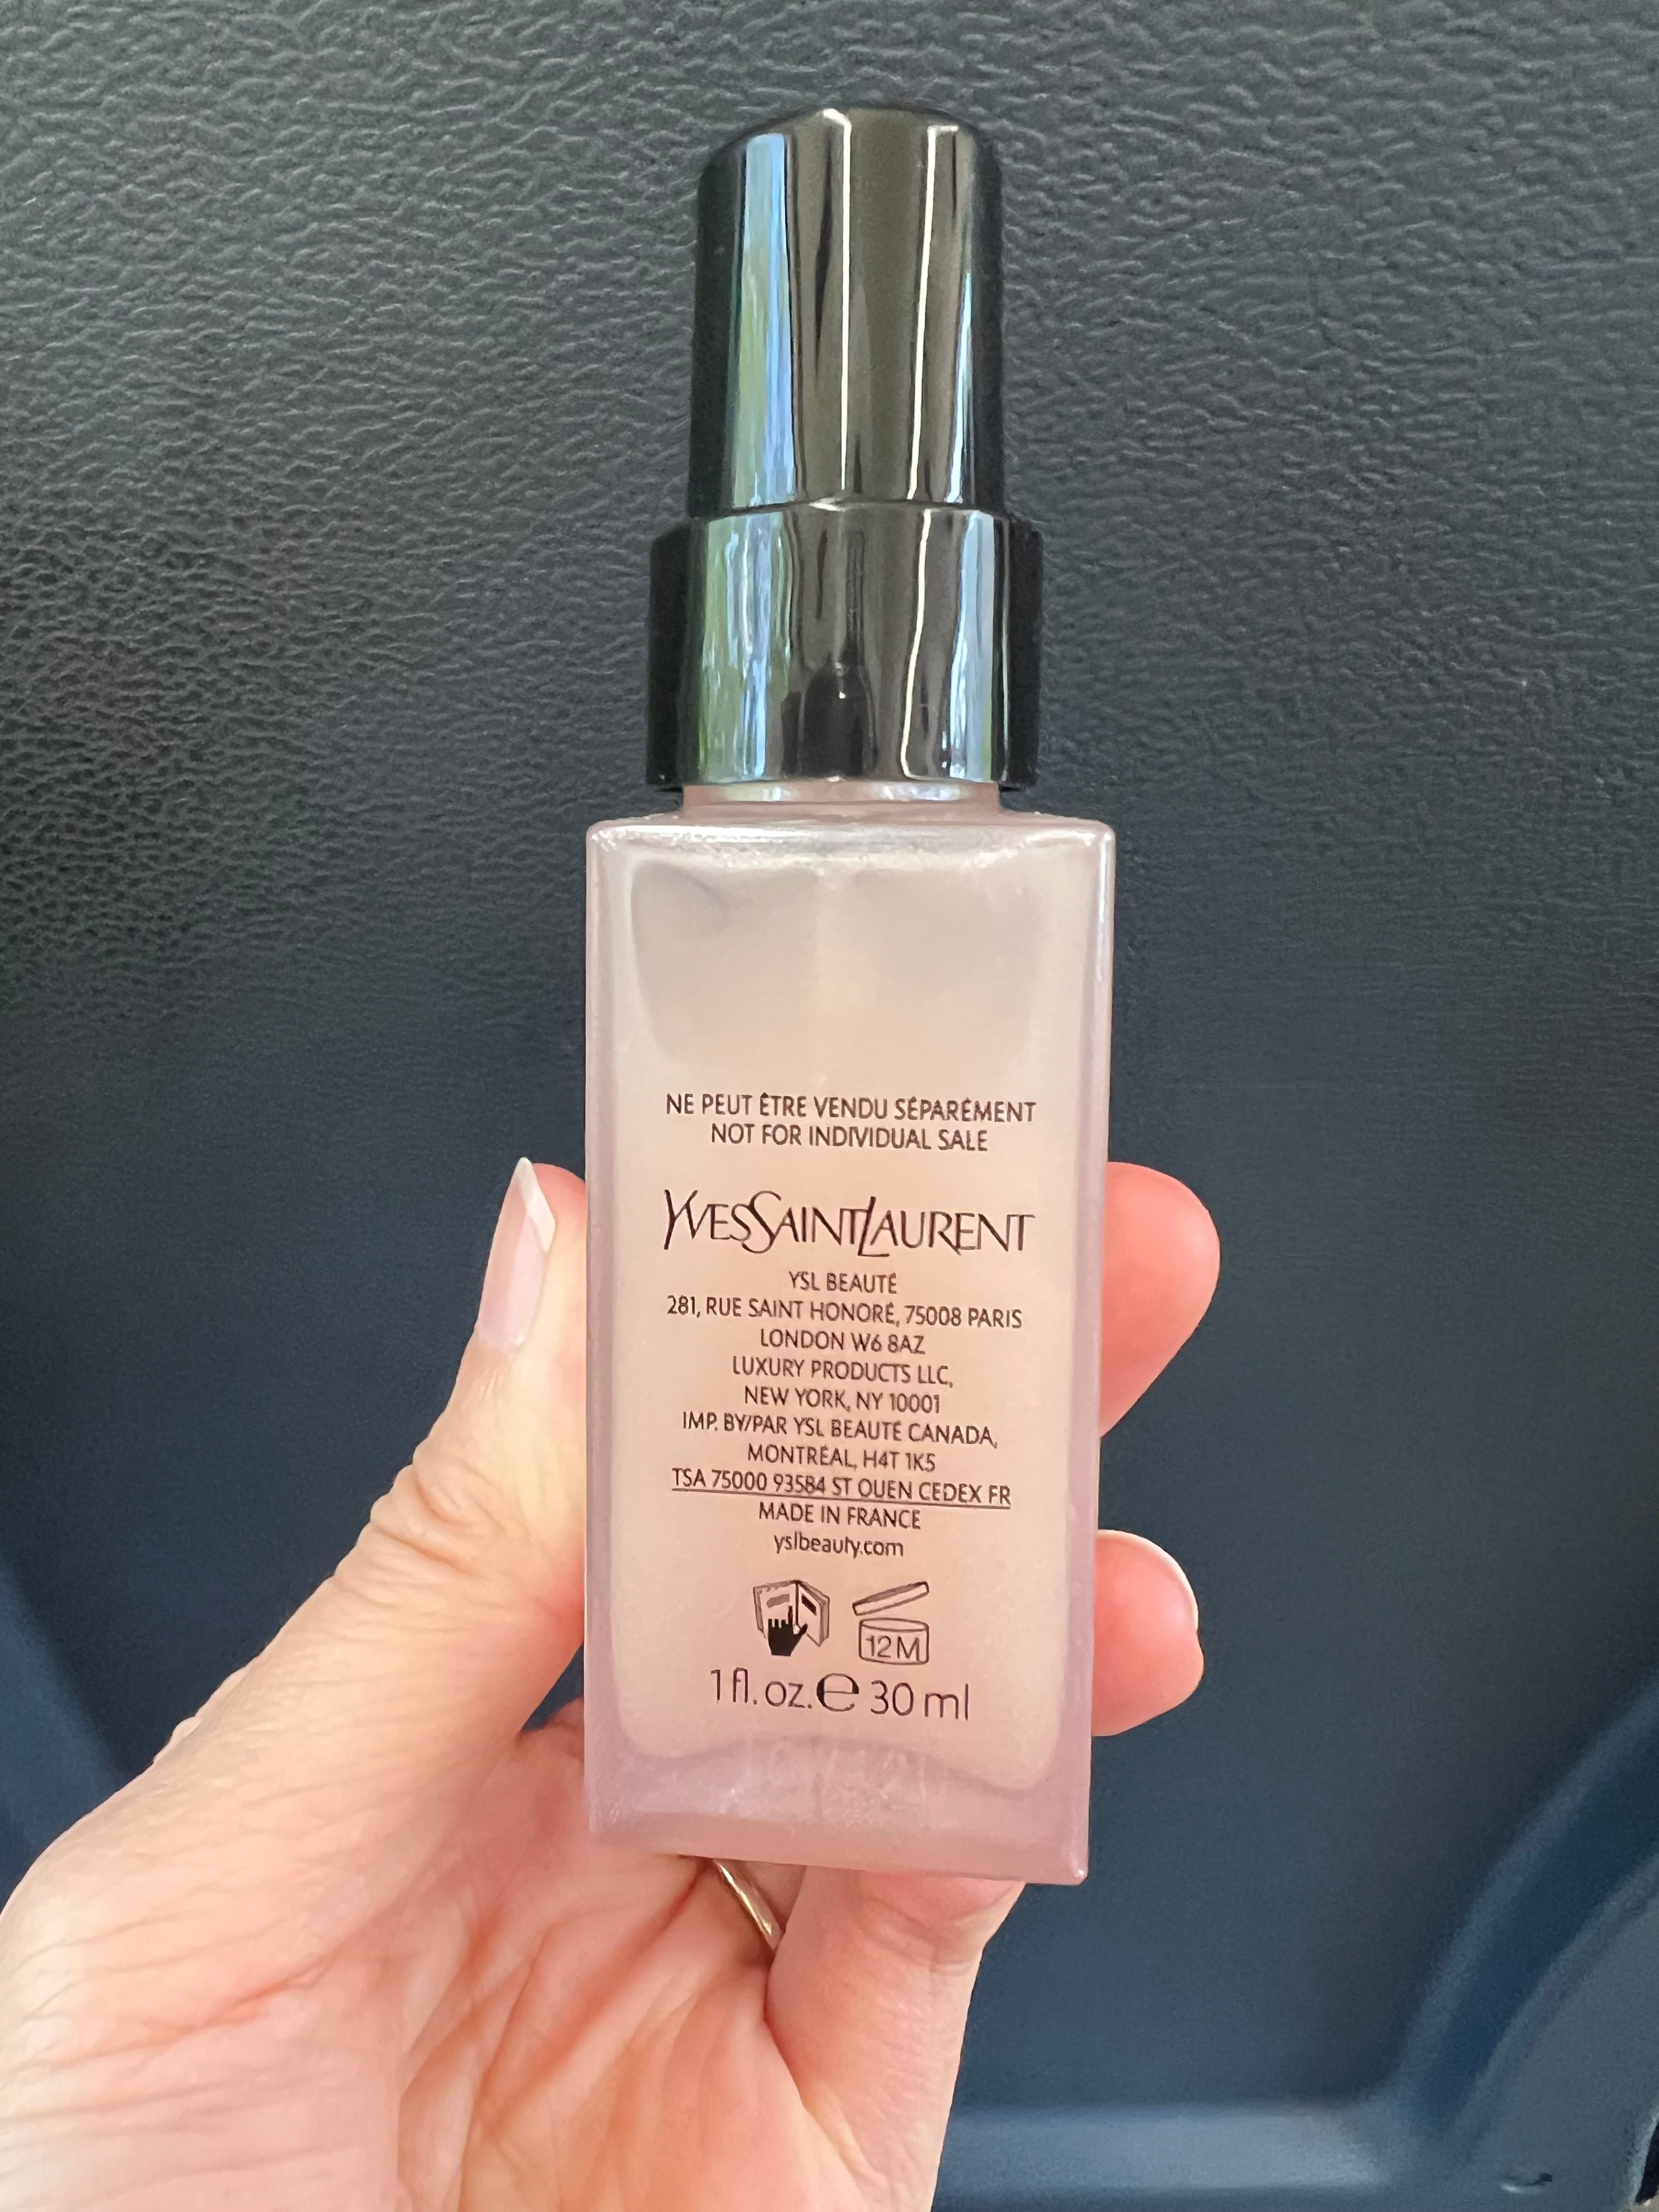 NE PEUT ÊTRE VENDU SÉPARÉMENT
NOT FOR INDIVIDUAL SALE
YVESSAINTLAURENT
YSL BEAUTÉ
281, RUE SAINT HONORÉ, 75008 PARIS
LONDON W6 8AZ
LUXURY PRODUCTS LLC,
NEW YORK, NY 10001
IMP. BY/PAR YSL BEAUTÉ CANADA,
MONTRÉAL, H4T 1K5
TSA 75000 93584 ST OUEN CEDEX FR
MADE IN FRANCE
yslbeauty.com
12M
1 fl. oz. ℮ 30 ml